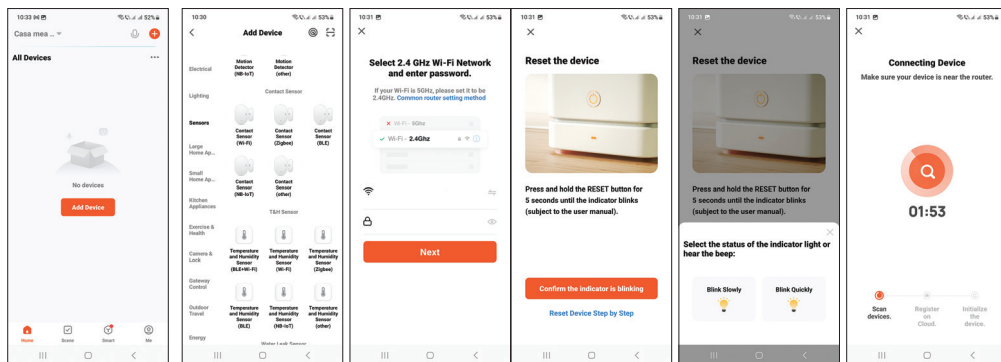 10:33
52%
Casa mea ..
All Devices
No devices
Add Device
Home
Scene
Smart
Me
10:30
53%
Add Device
Electrical
Lighting
Sensors
Large
Home Ap...
Small
Home Ap...
Kitchen
Appliances
Exercise &
Health
Camera &
Lock
Gateway
Control
Outdoor
Travel
Energy
Motion
Detector
(NB-IoT)
Motion
Detector
(other)
Contact Sensor
Contact
Sensor
(Wi-Fi)
Contact
Sensor
(Zigbee)
Contact
Sensor
(BLE)
Contact
Sensor
(NB-IoT)
Contact
Sensor
(other)
T&H Sensor
Temperature
and Humidity
Sensor
(BLE+Wi-Fi)
Temperature
and Humidity
Sensor
(Wi-Fi)
Temperature
and Humidity
Sensor
(Zigbee)
Temperature
and Humidity
Sensor
(BLE)
Temperature
and Humidity
Sensor
(NB-IoT)
Temperature
and Humidity
Sensor
(other)
Water Leak Sensor
10:31
53%
Select 2.4 GHz Wi-Fi Network
and enter password.
If your Wi-Fi is 5GHz, please set it to be
2.4GHz. Common router setting method
Wi-Fi - 5Ghz
Wi-Fi - 2.4Ghz
Next
10:31
53%
Reset the device
Press and hold the RESET button for
5 seconds until the indicator blinks
(subject to the user manual).
Confirm the indicator is blinking
Reset Device Step by Step
10:31
53%
Reset the device
Press and hold the RESET button for
5 seconds until the indicator blinks
(subject to the user manual).
Select the status of the indicator light or
hear the beep:
Blink Slowly
Blink Quickly
10:31
53%
Connecting Device
Make sure your device is near the router.
01:53
Scan
devices.
Register
on
Cloud.
Initialize
the
device.